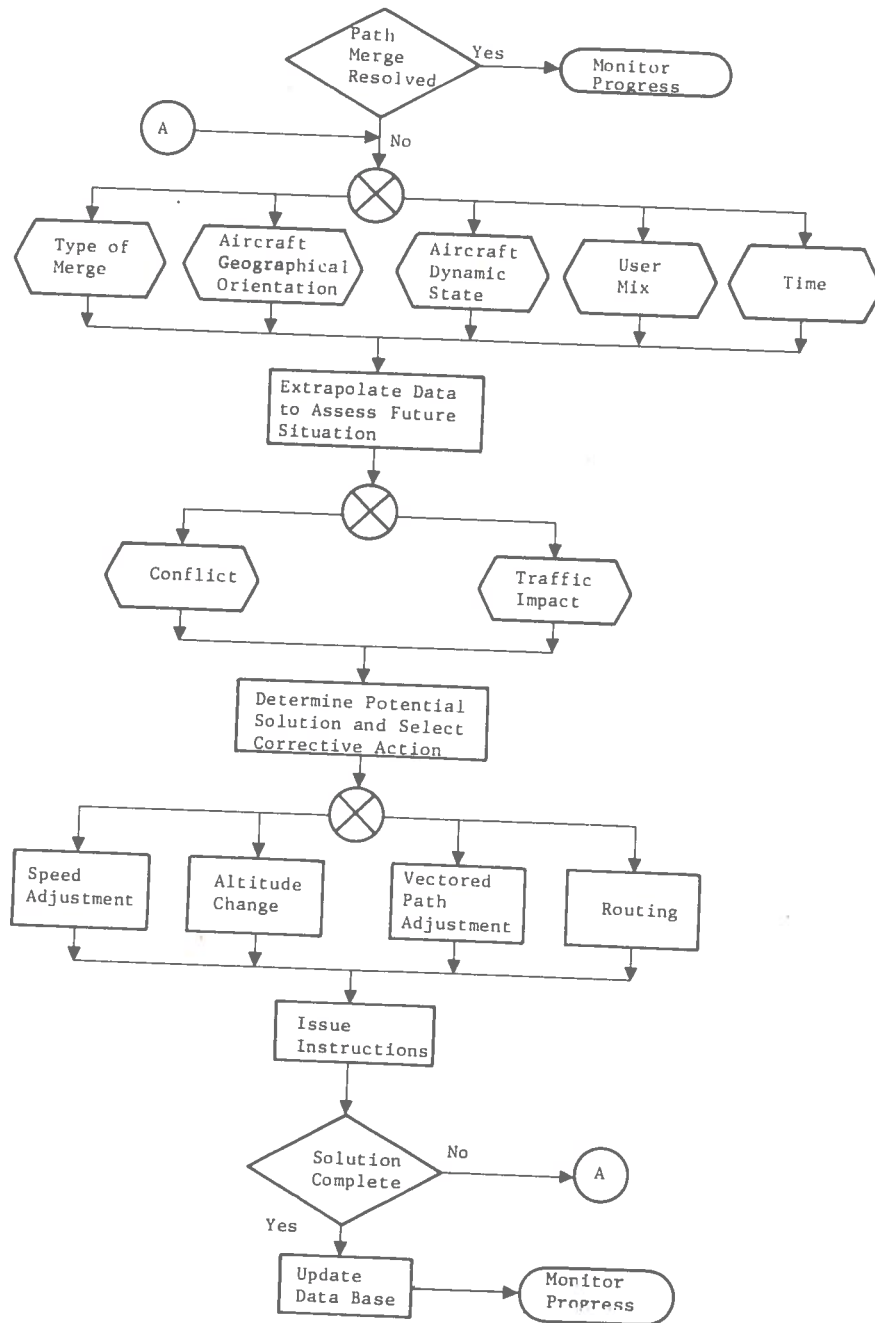 Path
Merge
Resolved
Yes
Monitor
Progress
A
No
Type of
Merge
Aircraft
Geographical
Orientation
Aircraft
Dynamic
State
User
Mix
Time
Extrapolate Data
to Assess Future
Situation
Conflict
Traffic
Impact
Determine Potential
Solution and Select
Corrective Action
Speed
Adjustment
Altitude
Change
Vectored
Path
Adjustment
Routing
Issue
Instructions
Solution
Complete
No
A
Yes
Update
Data Base
Monitor
Progress